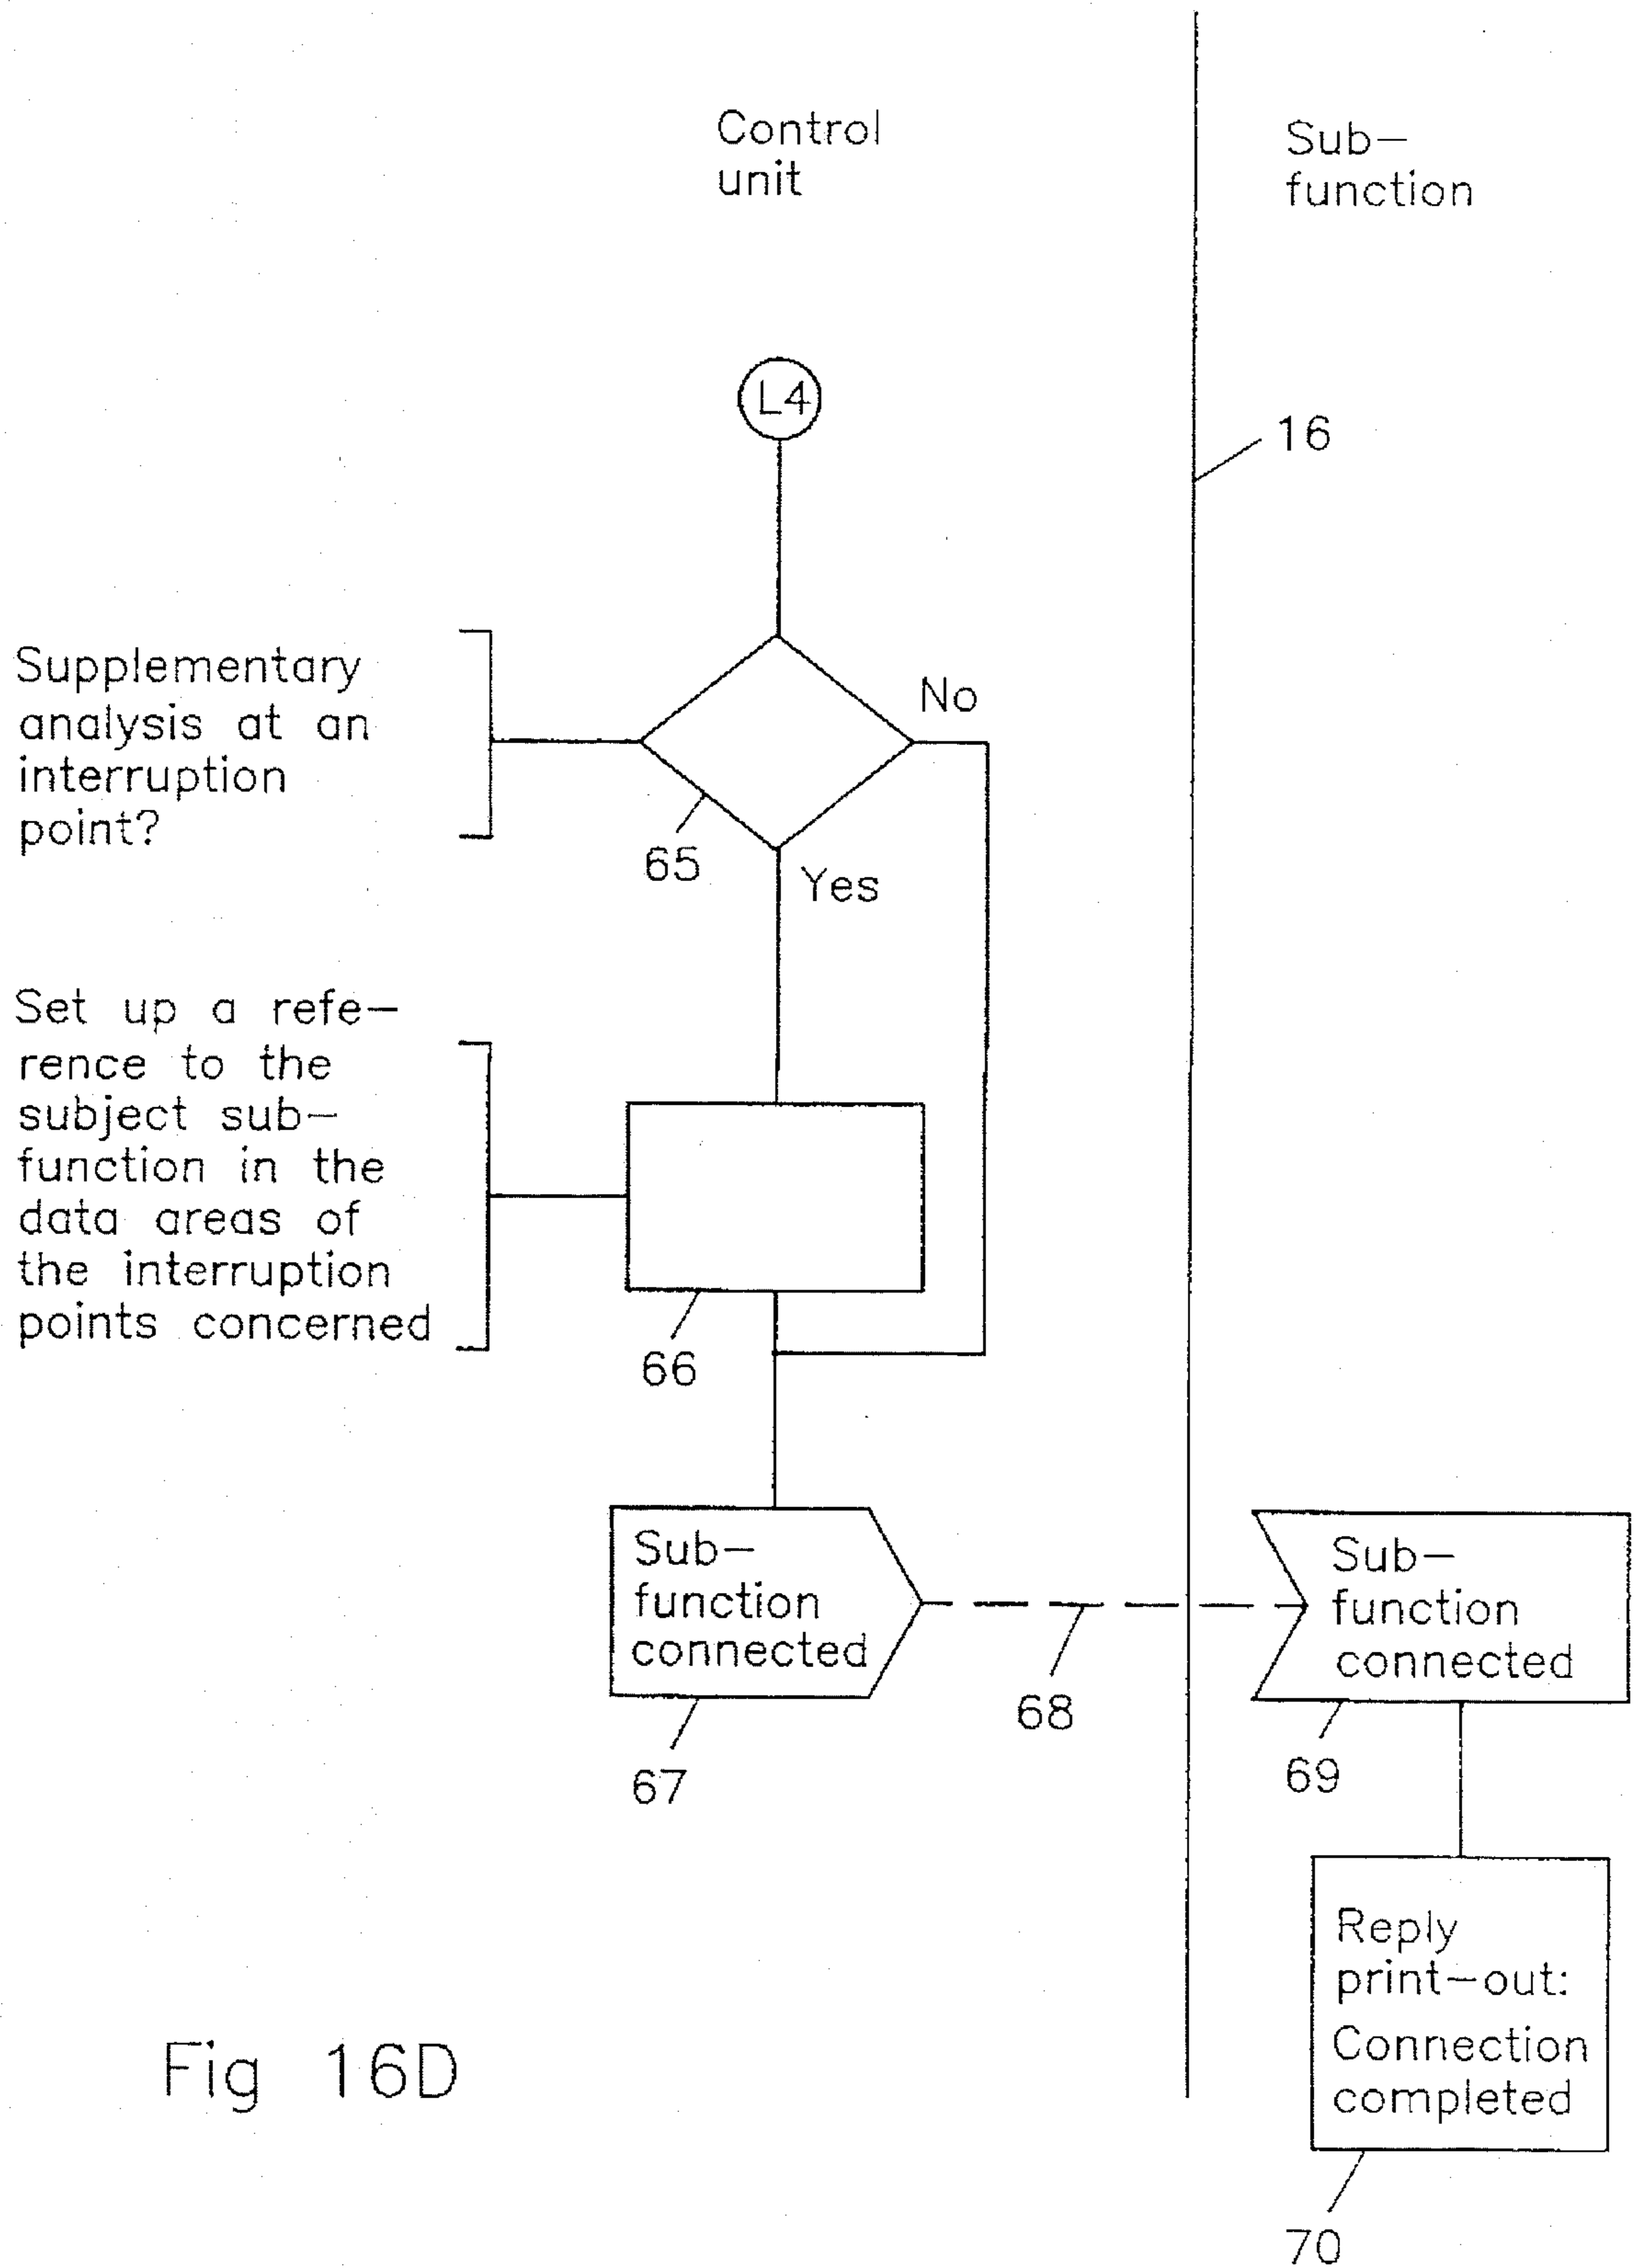 Control
unit
Sub-
function
L4
16
Supplementary
analysis at an
interruption
point?
No
65
Yes
Set up a refe-
rence to the
subject sub-
function in the
data areas of
the interruption
points concerned
66
Sub-
function
connected
67
68
Sub-
function
connected
69
Reply
print-out:
Connection
completed
70
Fig 16D